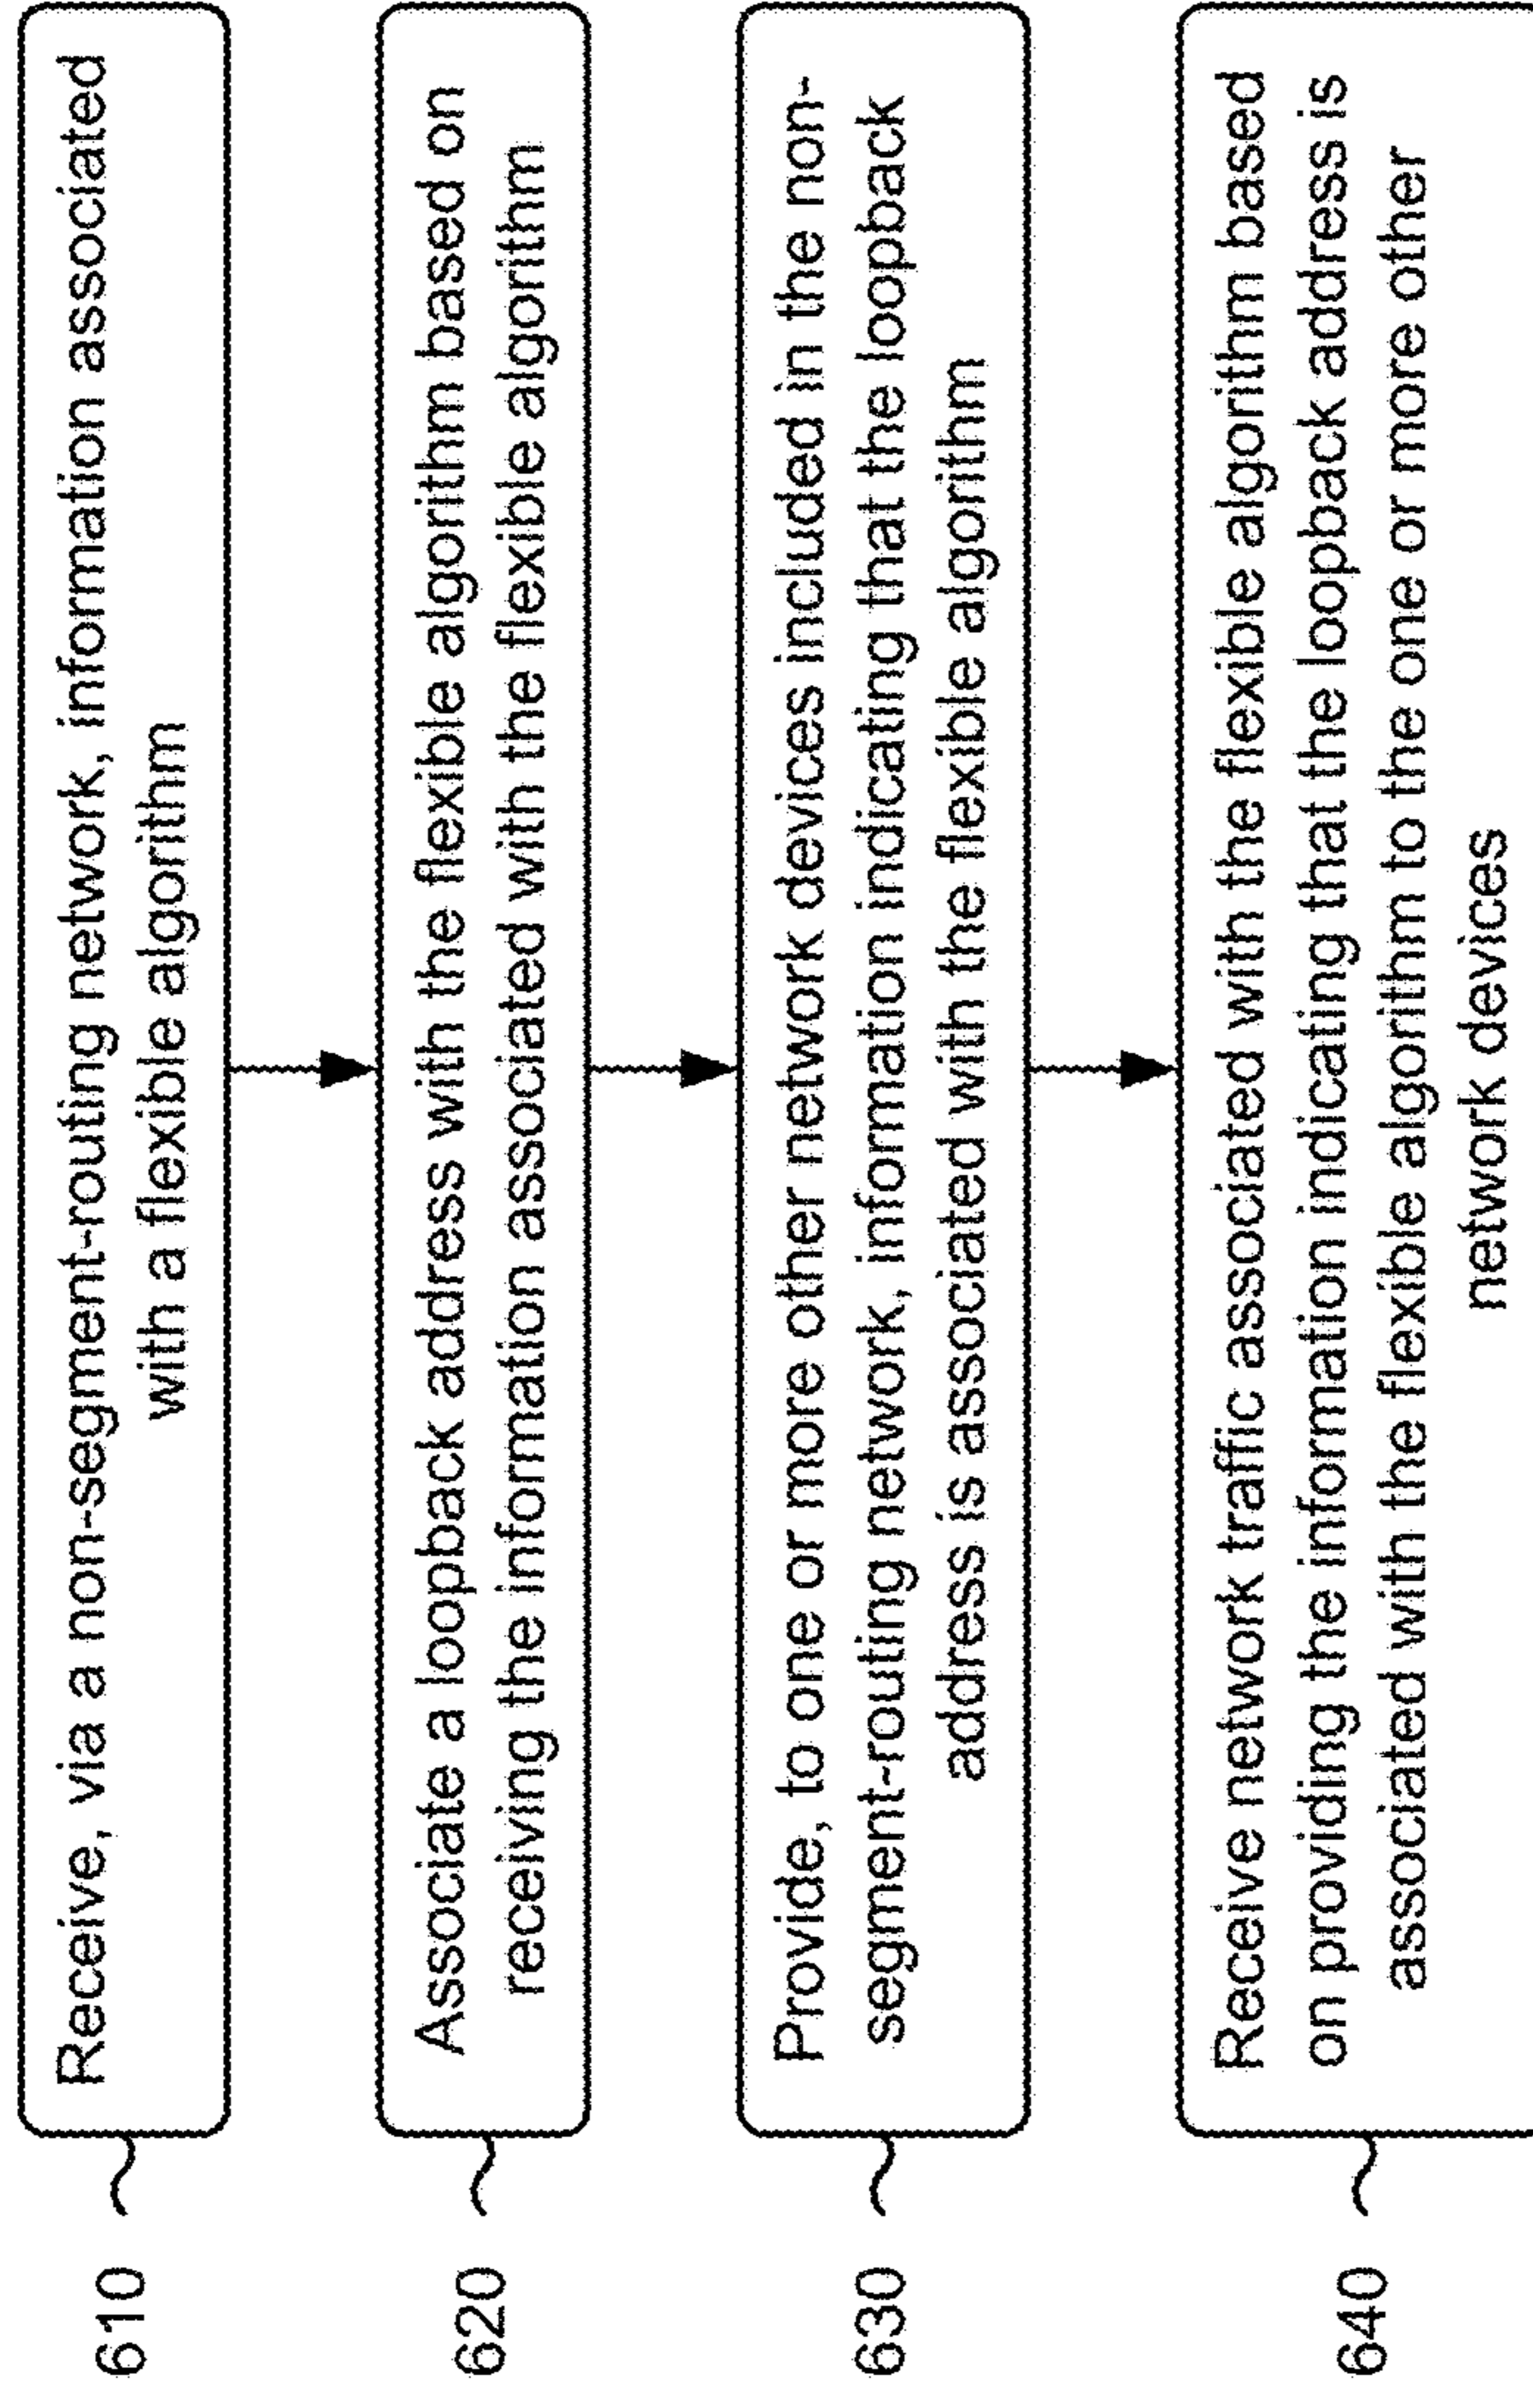 610
Receive, via a non-segment-routing network, information associated
with a flexible algorithm
620
Associate a loopback address with the flexible algorithm based on
receiving the information associated with the flexible algorithm
630
Provide, to one or more other network devices included in the non-
segment-routing network, information indicating that the loopback
address is associated with the flexible algorithm
640
Receive network traffic associated with the flexible algorithm based
on providing the information indicating that the loopback address is
associated with the flexible algorithm to the one or more other
network devices